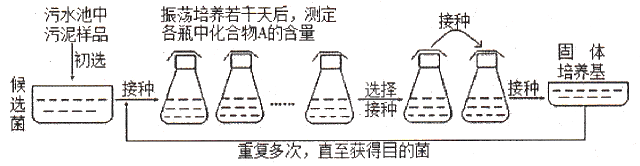 污水池中
污泥样品
初选
候选菌
接种
振荡培养若干天后，测定
各瓶中化合物A的含量
选择
接种
接种
接种
固体
培养基
重复多次，直至获得目的菌